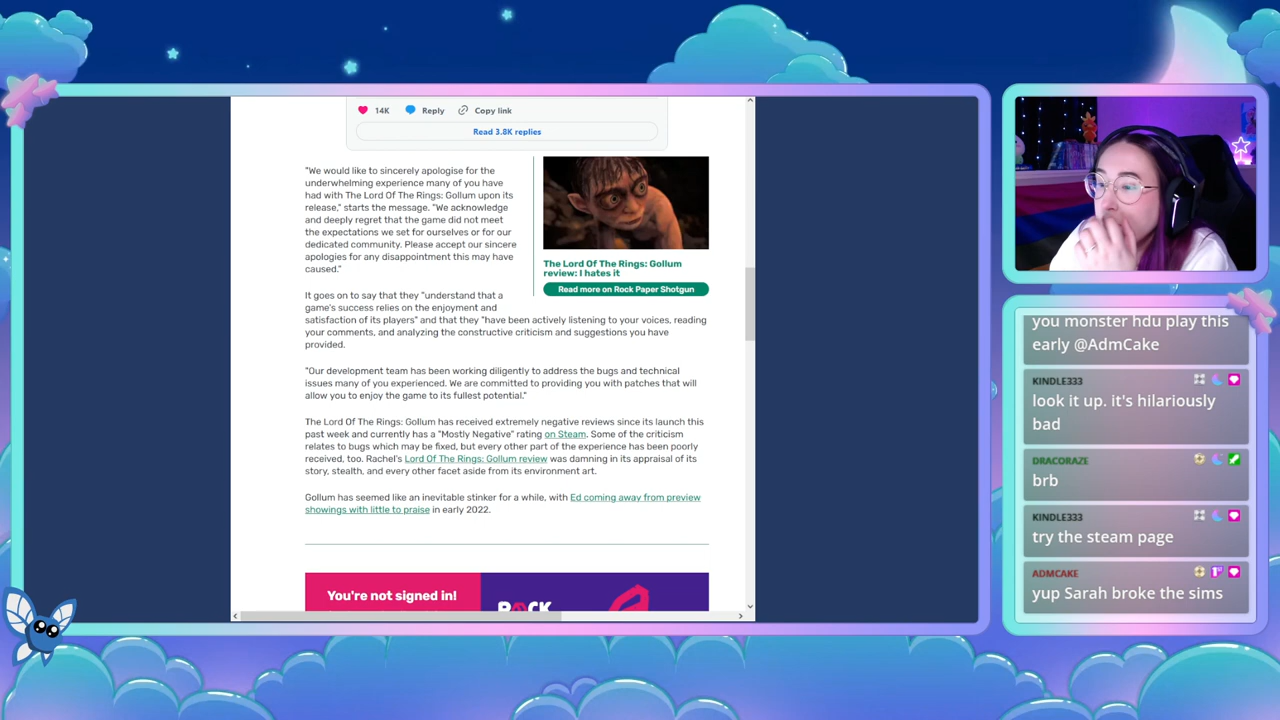 14K Reply Copy link
Read 3.8K replies
"We would like to sincerely apologise for the
underwhelming experience many of you have
had with The Lord Of The Rings: Gollum upon its
release," starts the message. "We acknowledge
and deeply regret that the game did not meet
the expectations we set for ourselves or for our
dedicated community. Please accept our sincere
apologies for any disappointment this may have
caused."
The Lord Of The Rings: Gollum
review: I hates it
Read more on Rock Paper Shotgun
It goes on to say that they "understand that a
game's success relies on the enjoyment and
satisfaction of its players" and that they "have been actively listening to your voices, reading
your comments, and analyzing the constructive criticism and suggestions you have
provided.
"Our development team has been working diligently to address the bugs and technical
issues many of you experienced. We are committed to providing you with patches that will
allow you to enjoy the game to its fullest potential."
The Lord Of The Rings: Gollum has received extremely negative reviews since its launch this
past week and currently has a "Mostly Negative" rating on Steam. Some of the criticism
relates to bugs which may be fixed, but every other part of the experience has been poorly
received, too. Rachel's Lord Of The Rings: Gollum review was damning in its appraisal of its
story, stealth, and every other facet aside from its environment art.
Gollum has seemed like an inevitable stinker for a while, with Ed coming away from preview
showings with little to praise in early 2022.
You're not signed in!
ROCK
you monster hdu play this
early @AdmCake
KINDLE333
look it up. it's hilariously
bad
DRACORAZE
brb
KINDLE333
try the steam page
ADMCAKE
yup Sarah broke the sims